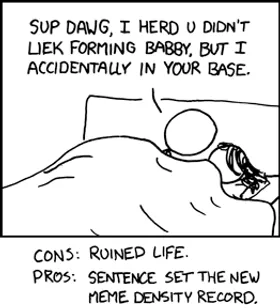 SUP DAWG, I HERD U DIDN'T
LIEK FORMING BABBY, BUT I
ACCIDENTALLY IN YOUR BASE.
CONS: RUINED LIFE.
PROS: SENTENCE SET THE NEW
MEME DENSITY RECORD.